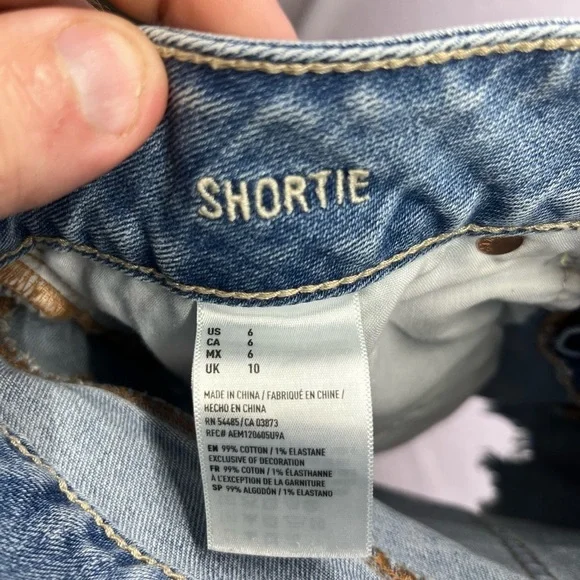 SHORTIE
US 6
CA 6
MX 6
UK 10
MADE IN CHINA / FABRIQUÉ EN CHINE /
HECHO EN CHINA
RN 54485/CA 03873
RFC# AEM120605U9A
EN 99% COTTON / 1% ELASTANE
EXCLUSIVE OF DECORATION
FR 99% COTON / 1% ÉLASTHANNE
À L'EXCEPTION DE LA GARNITURE
SP 99% ALGODÓN / 1% ELASTANO